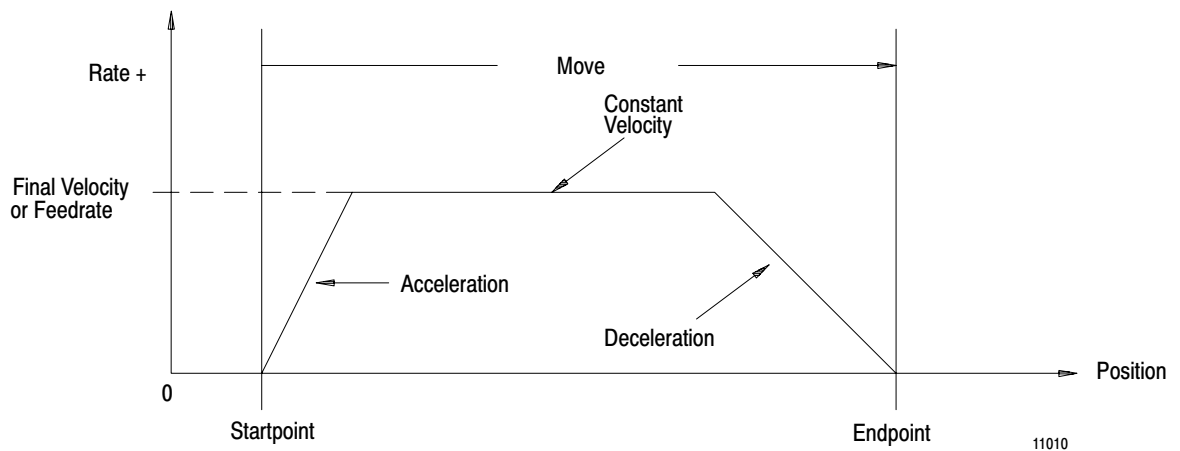 Rate +
Move
Constant
Velocity
Final Velocity
or Feedrate
Acceleration
Deceleration
0
Position
Startpoint
Endpoint
11010